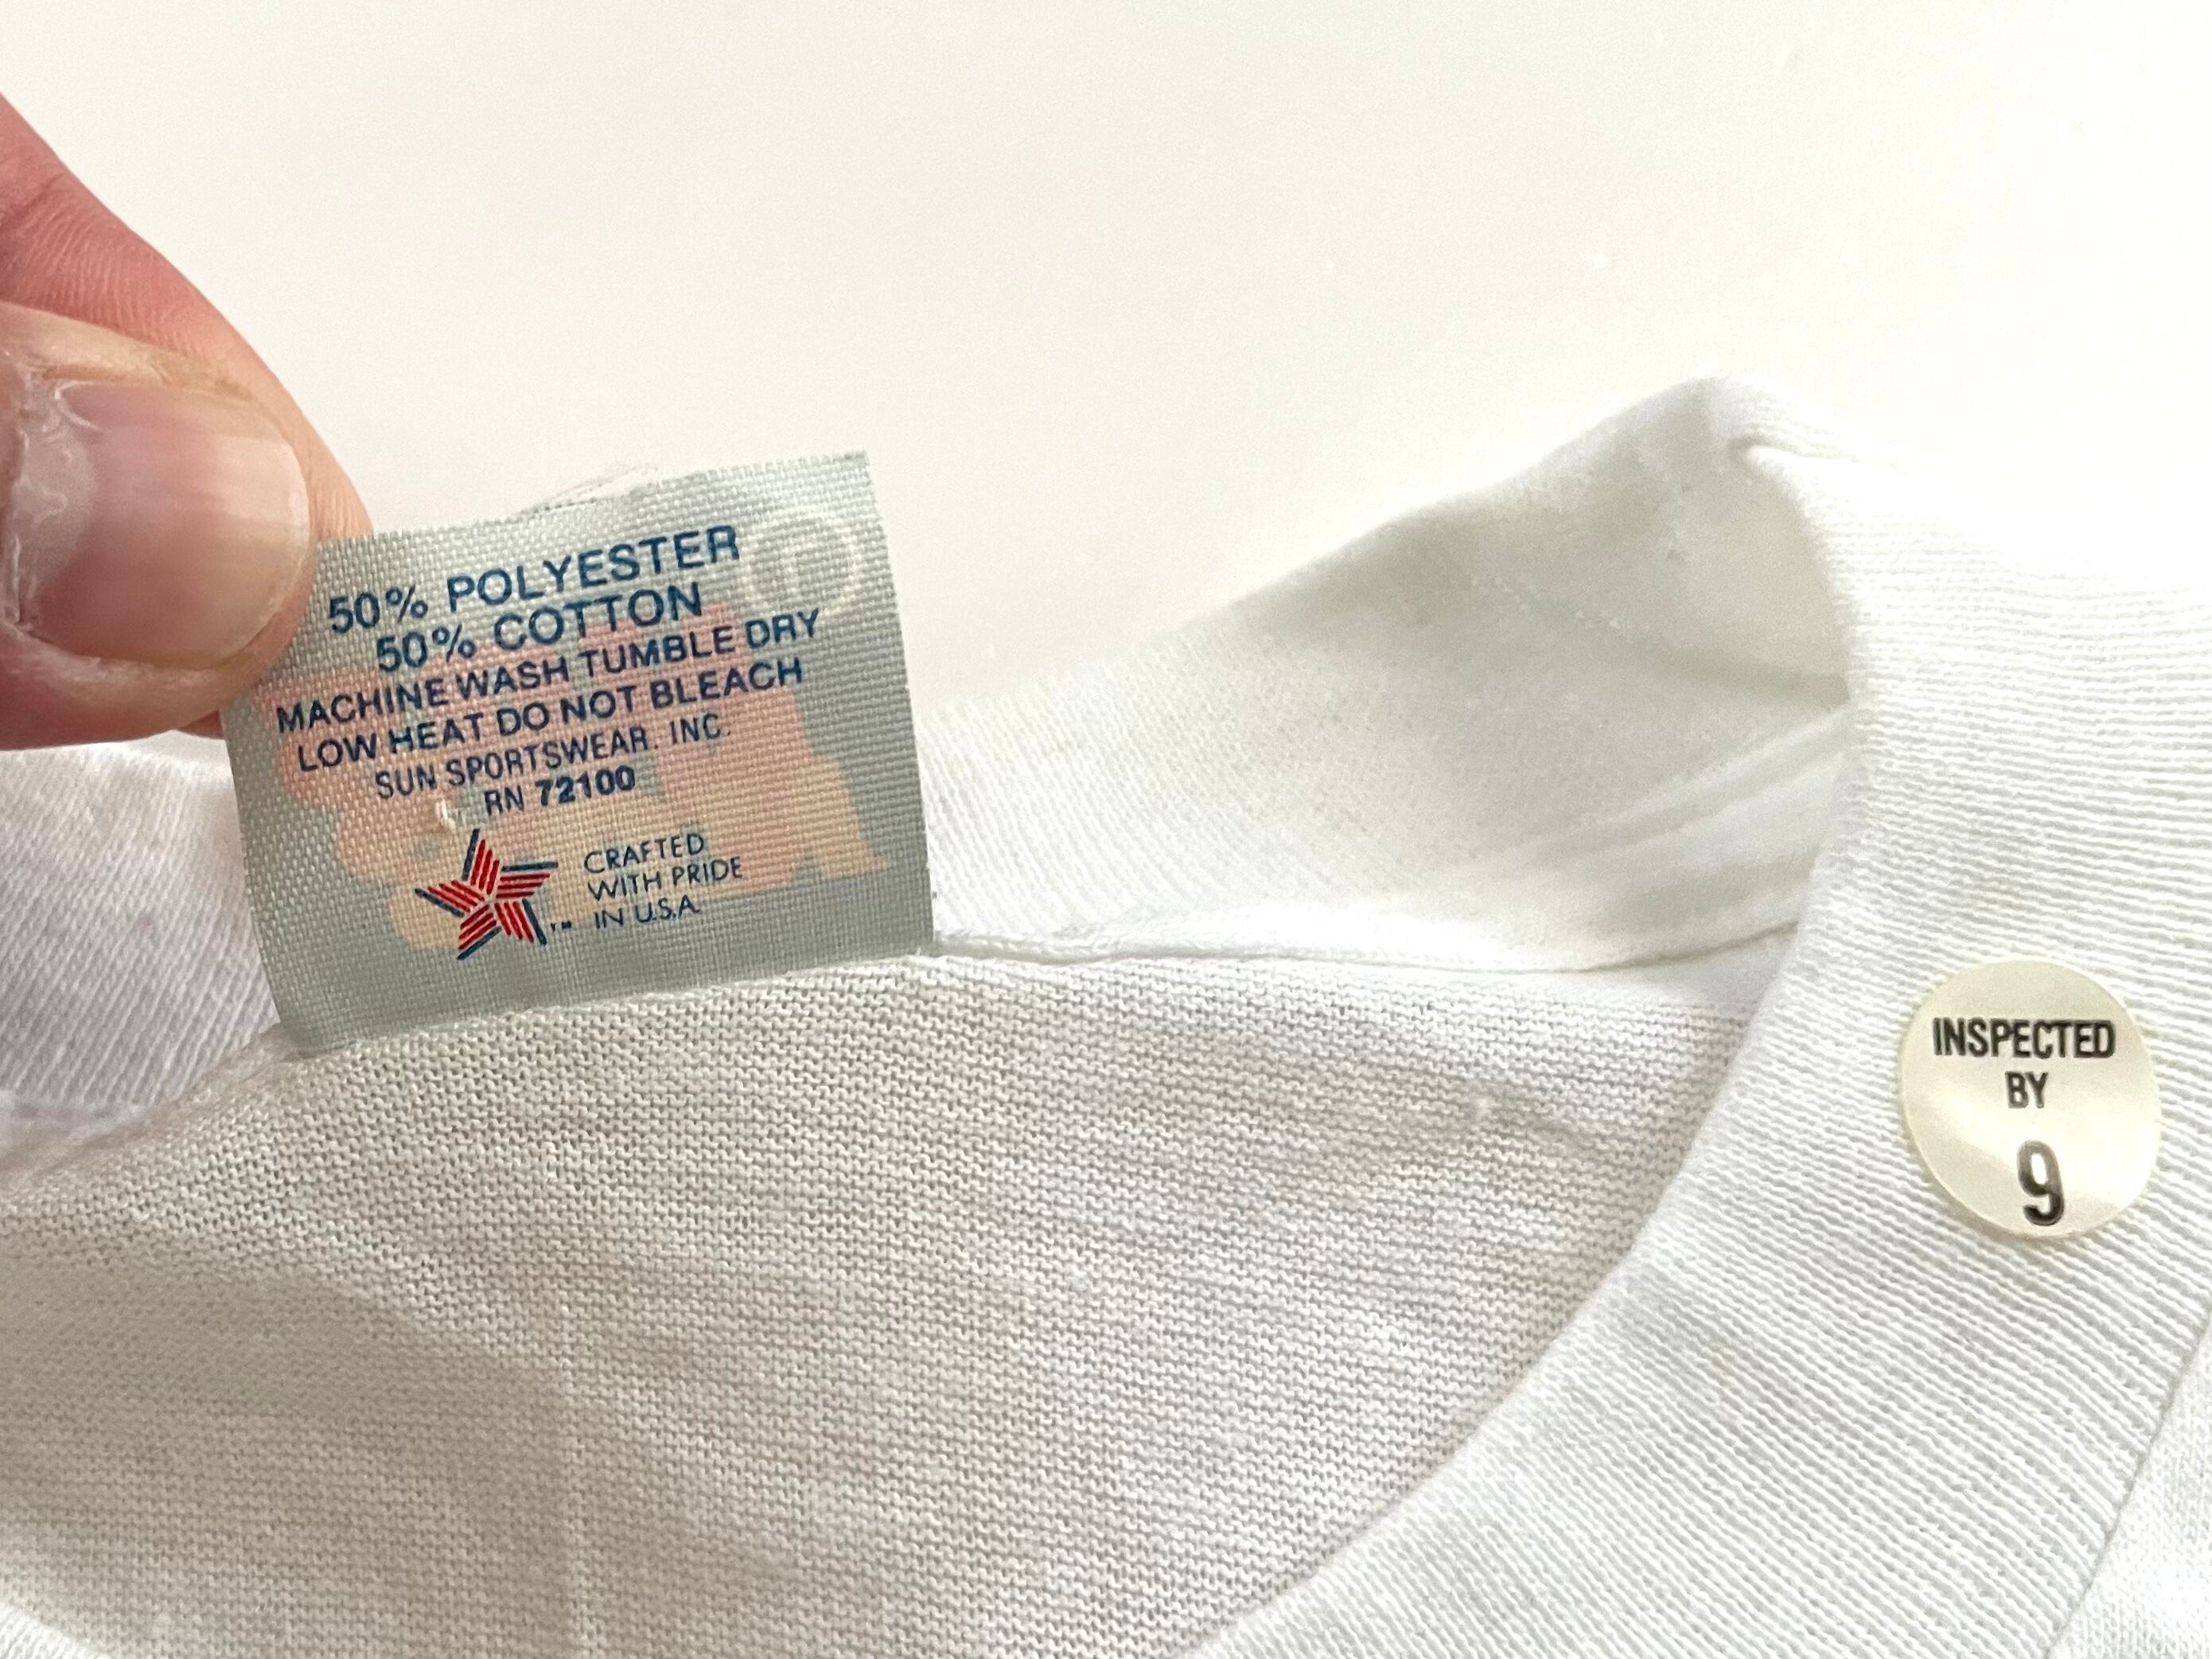 50% POLYESTER
50% COTTON
MACHINE WASH TUMBLE DRY
LOW HEAT DO NOT BLEACH
SUN SPORTSWEAR, INC.
RN 72100
CRAFTED
WITH PRIDE
™ IN U.S.A.
INSPECTED
BY
9